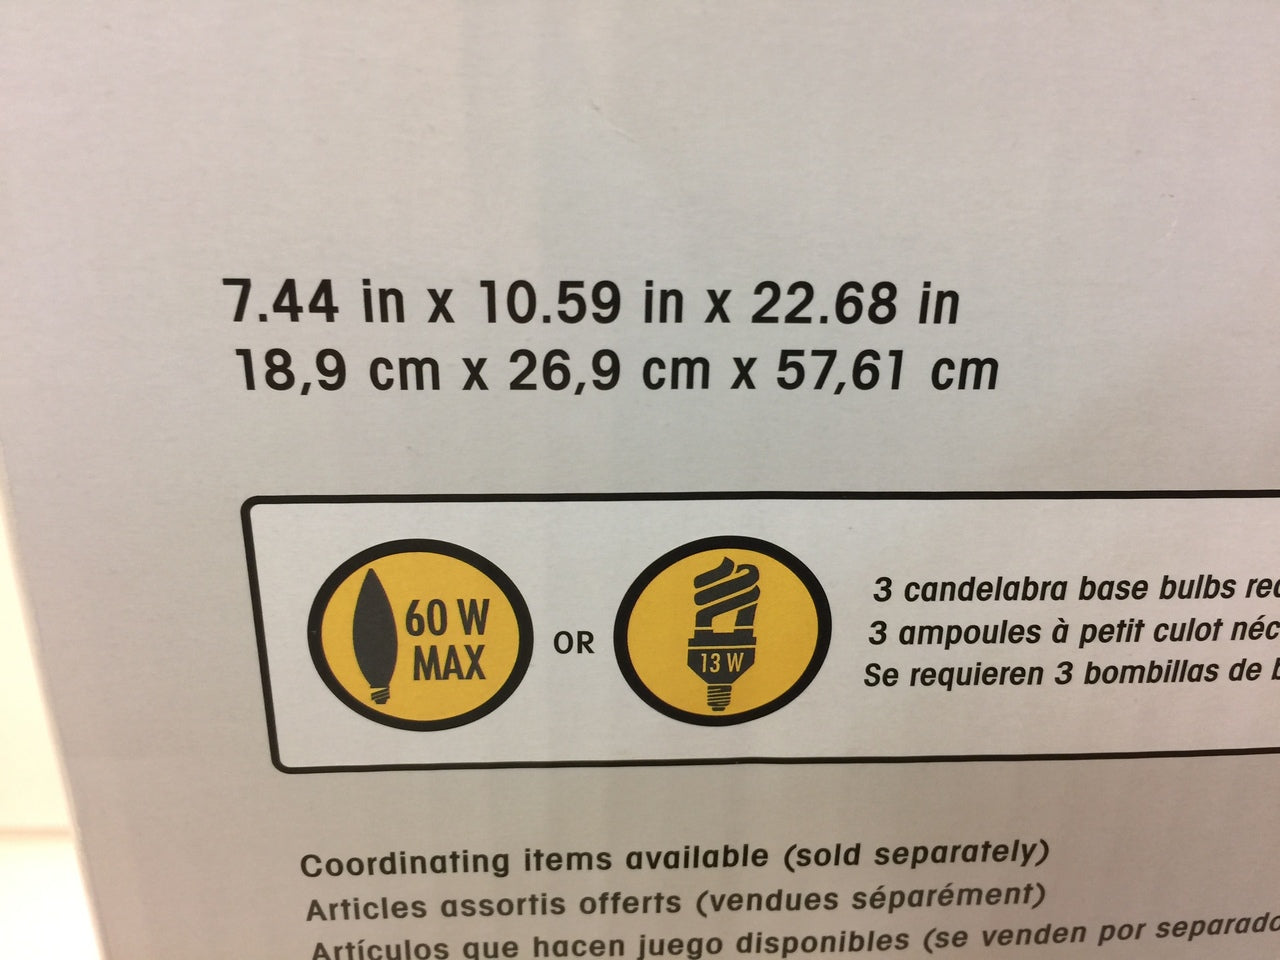 7.44 in x 10.59 in x 22.68 in
18,9 cm x 26,9 cm x 57,61 cm
60 W
MAX
OR
13 W
3 candelabra base bulbs
3 ampoules à petit culot
Se requieren 3 bombillas de
Coordinating items available (sold separately)
Articles assortis offerts (vendues séparément)
Artículos que hacen juego disponibles (se venden por separado